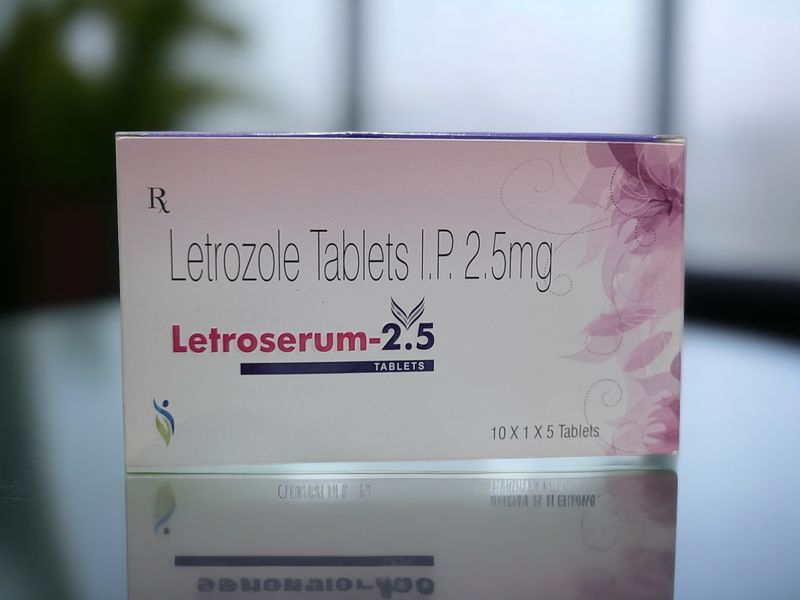 Rx
Letrozole Tablets I.P. 2.5mg
Letroserum-2.5
TABLETS
10 X 1 X 5 Tablets